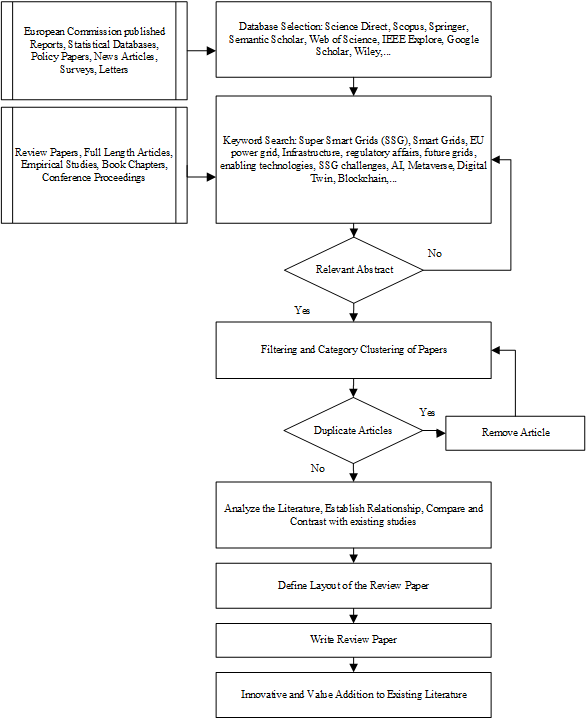 European Commission published
Reports, Statistical Databases,
Policy Papers, News Articles,
Surveys, Letters
Database Selection: Science Direct, Scopus, Springer,
Semantic Scholar, Web of Science, IEEE Explore, Google
Scholar, Wiley,...
Review Papers, Full Length Articles,
Empirical Studies, Book Chapters,
Conference Proceedings
Keyword Search: Super Smart Grids (SSG), Smart Grids, EU
power grid, Infrastructure, regulatory affairs, future grids,
enabling technologies, SSG challenges, AI, Metaverse, Digital
Twin, Blockchain,...
Relevant Abstract
No
Yes
Filtering and Category Clustering of Papers
Duplicate Articles
Yes
Remove Article
No
Analyze the Literature, Establish Relationship, Compare and
Contrast with existing studies
Define Layout of the Review Paper
Write Review Paper
Innovative and Value Addition to Existing Literature